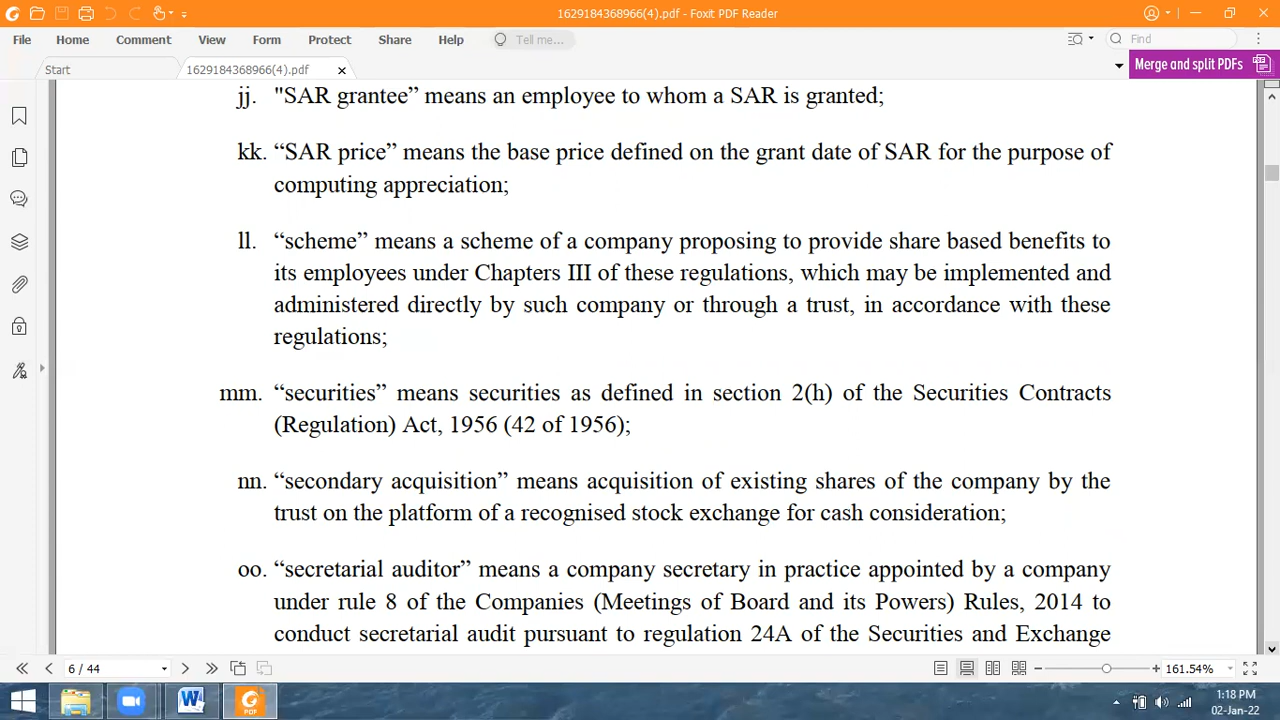 1629184368966(4).pdf - Foxit PDF Reader
File Home Comment View Form Protect Share Help Tell me... Find
Start 1629184368966(4).pdf Merge and split PDFs
jj. "SAR grantee” means an employee to whom a SAR is granted;
kk. “SAR price” means the base price defined on the grant date of SAR for the purpose of
computing appreciation;
ll. “scheme” means a scheme of a company proposing to provide share based benefits to
its employees under Chapters III of these regulations, which may be implemented and
administered directly by such company or through a trust, in accordance with these
regulations;
mm. “securities” means securities as defined in section 2(h) of the Securities Contracts
(Regulation) Act, 1956 (42 of 1956);
nn. “secondary acquisition” means acquisition of existing shares of the company by the
trust on the platform of a recognised stock exchange for cash consideration;
oo. “secretarial auditor” means a company secretary in practice appointed by a company
under rule 8 of the Companies (Meetings of Board and its Powers) Rules, 2014 to
conduct secretarial audit pursuant to regulation 24A of the Securities and Exchange
6 / 44 161.54%
1:18 PM
02-Jan-22